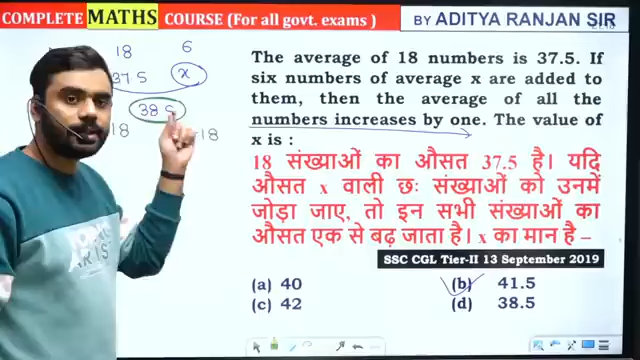 COMPLETE MATHS COURSE (For all govt. exams)
BY ADITYA RANJAN SIR
18 6
37.5 x
38.5
18 -18
The average of 18 numbers is 37.5. If
six numbers of average x are added to
them, then the average of all the
numbers increases by one. The value of
x is :
18 संख्याओं का औसत 37.5 है। यदि
औसत x वाली छः संख्याओं को उनमें
जोड़ा जाए, तो इन सभी संख्याओं का
औसत एक से बढ़ जाता है। x का मान है –
SSC CGL Tier-II 13 September 2019
(a) 40 (b) 41.5
(c) 42 (d) 38.5